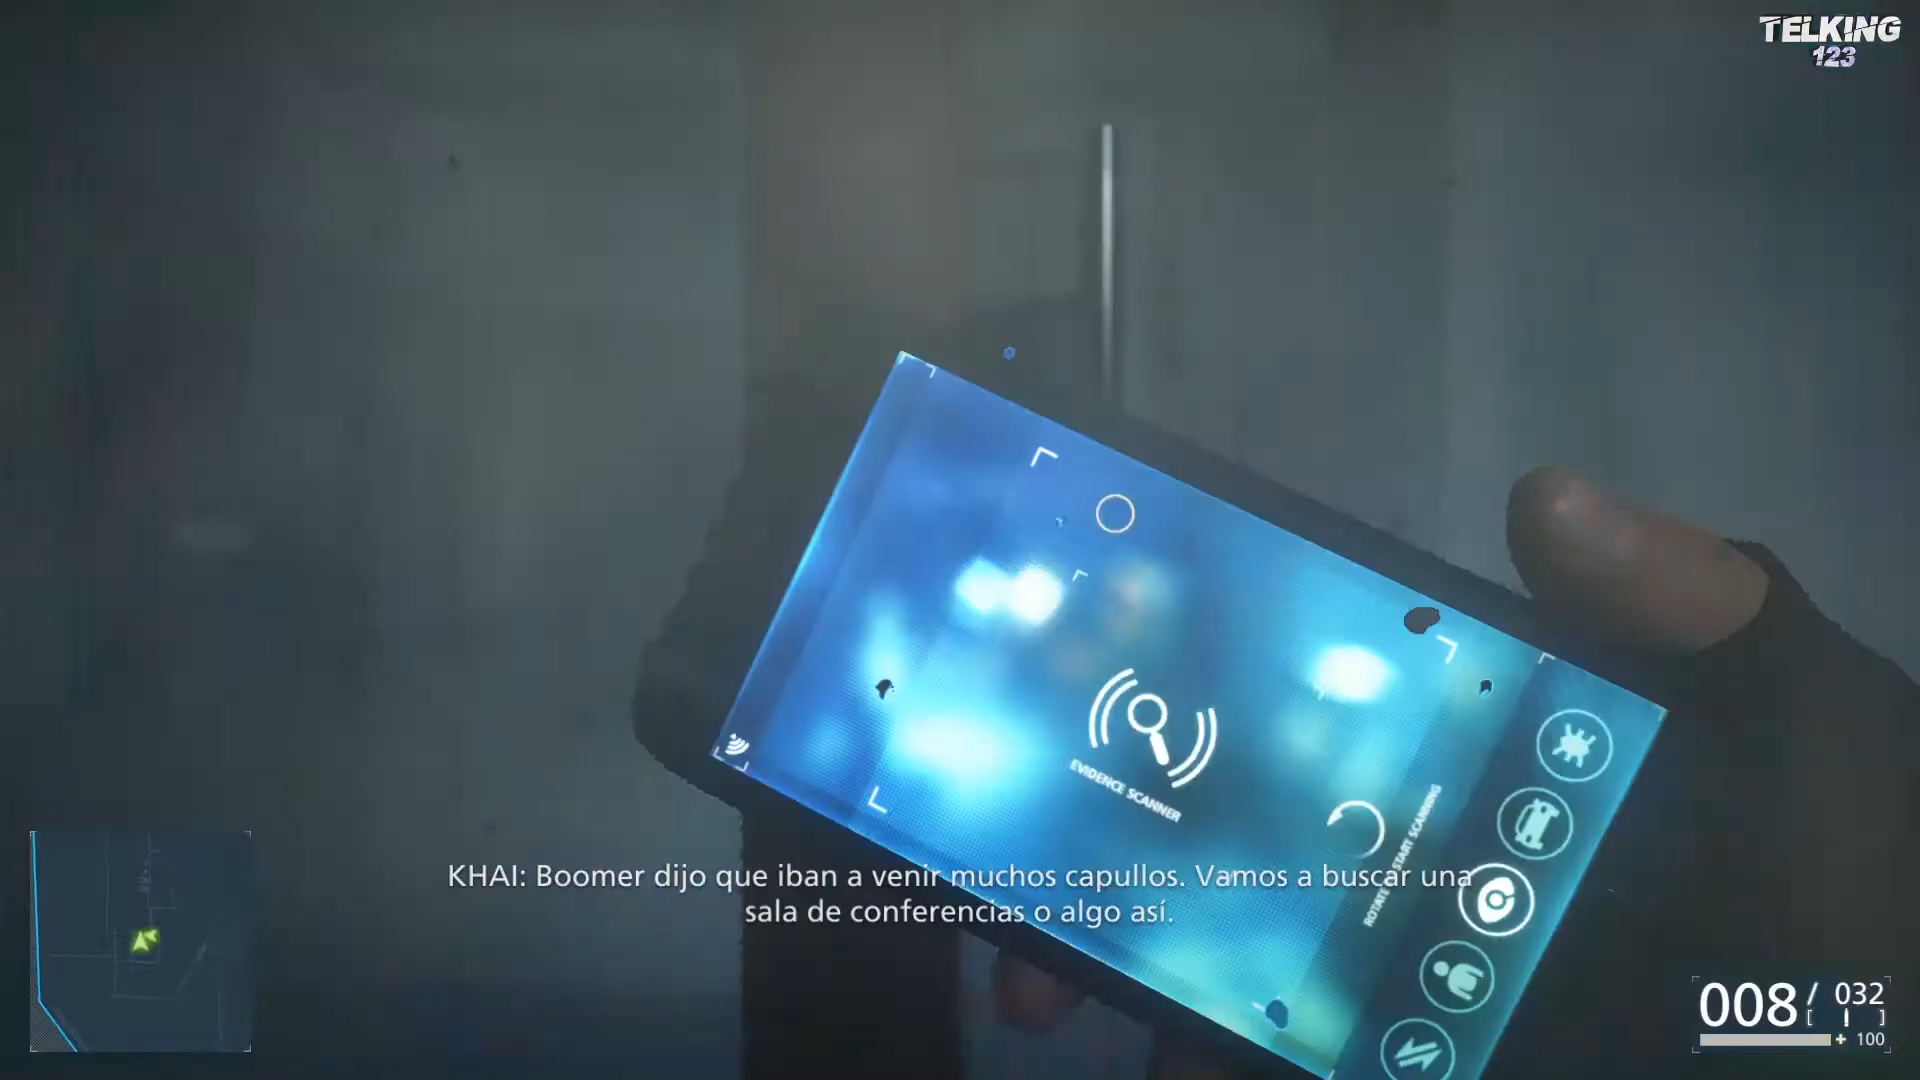 TELKING
123
EVIDENCE SCANNER
ROTATE TO START SCANNING
KHAI: Boomer dijo que iban a venir muchos capullos. Vamos a buscar una
sala de conferencias o algo así.
008/ 032
[ ! ]
+ 100